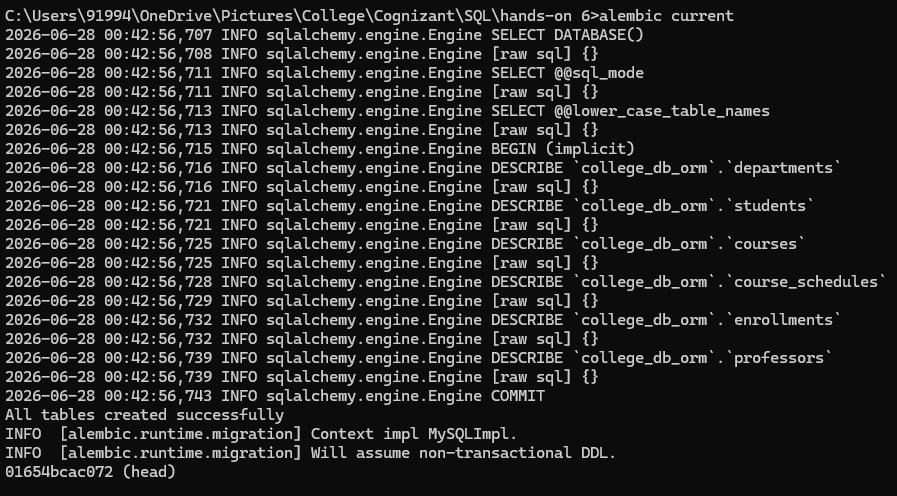 C:\Users\91994\OneDrive\Pictures\College\Cognizant\SQL\hands-on 6>alembic current
2026-06-28 00:42:56,707 INFO sqlalchemy.engine.Engine SELECT DATABASE()
2026-06-28 00:42:56,708 INFO sqlalchemy.engine.Engine [raw sql] {}
2026-06-28 00:42:56,711 INFO sqlalchemy.engine.Engine SELECT @@sql_mode
2026-06-28 00:42:56,711 INFO sqlalchemy.engine.Engine [raw sql] {}
2026-06-28 00:42:56,713 INFO sqlalchemy.engine.Engine SELECT @@lower_case_table_names
2026-06-28 00:42:56,713 INFO sqlalchemy.engine.Engine [raw sql] {}
2026-06-28 00:42:56,715 INFO sqlalchemy.engine.Engine BEGIN (implicit)
2026-06-28 00:42:56,716 INFO sqlalchemy.engine.Engine DESCRIBE `college_db_orm`.`departments`
2026-06-28 00:42:56,716 INFO sqlalchemy.engine.Engine [raw sql] {}
2026-06-28 00:42:56,721 INFO sqlalchemy.engine.Engine DESCRIBE `college_db_orm`.`students`
2026-06-28 00:42:56,721 INFO sqlalchemy.engine.Engine [raw sql] {}
2026-06-28 00:42:56,725 INFO sqlalchemy.engine.Engine DESCRIBE `college_db_orm`.`courses`
2026-06-28 00:42:56,725 INFO sqlalchemy.engine.Engine [raw sql] {}
2026-06-28 00:42:56,728 INFO sqlalchemy.engine.Engine DESCRIBE `college_db_orm`.`course_schedules`
2026-06-28 00:42:56,729 INFO sqlalchemy.engine.Engine [raw sql] {}
2026-06-28 00:42:56,732 INFO sqlalchemy.engine.Engine DESCRIBE `college_db_orm`.`enrollments`
2026-06-28 00:42:56,732 INFO sqlalchemy.engine.Engine [raw sql] {}
2026-06-28 00:42:56,739 INFO sqlalchemy.engine.Engine DESCRIBE `college_db_orm`.`professors`
2026-06-28 00:42:56,739 INFO sqlalchemy.engine.Engine [raw sql] {}
2026-06-28 00:42:56,743 INFO sqlalchemy.engine.Engine COMMIT
All tables created successfully
INFO  [alembic.runtime.migration] Context impl MySQLImpl.
INFO  [alembic.runtime.migration] Will assume non-transactional DDL.
01654bcac072 (head)